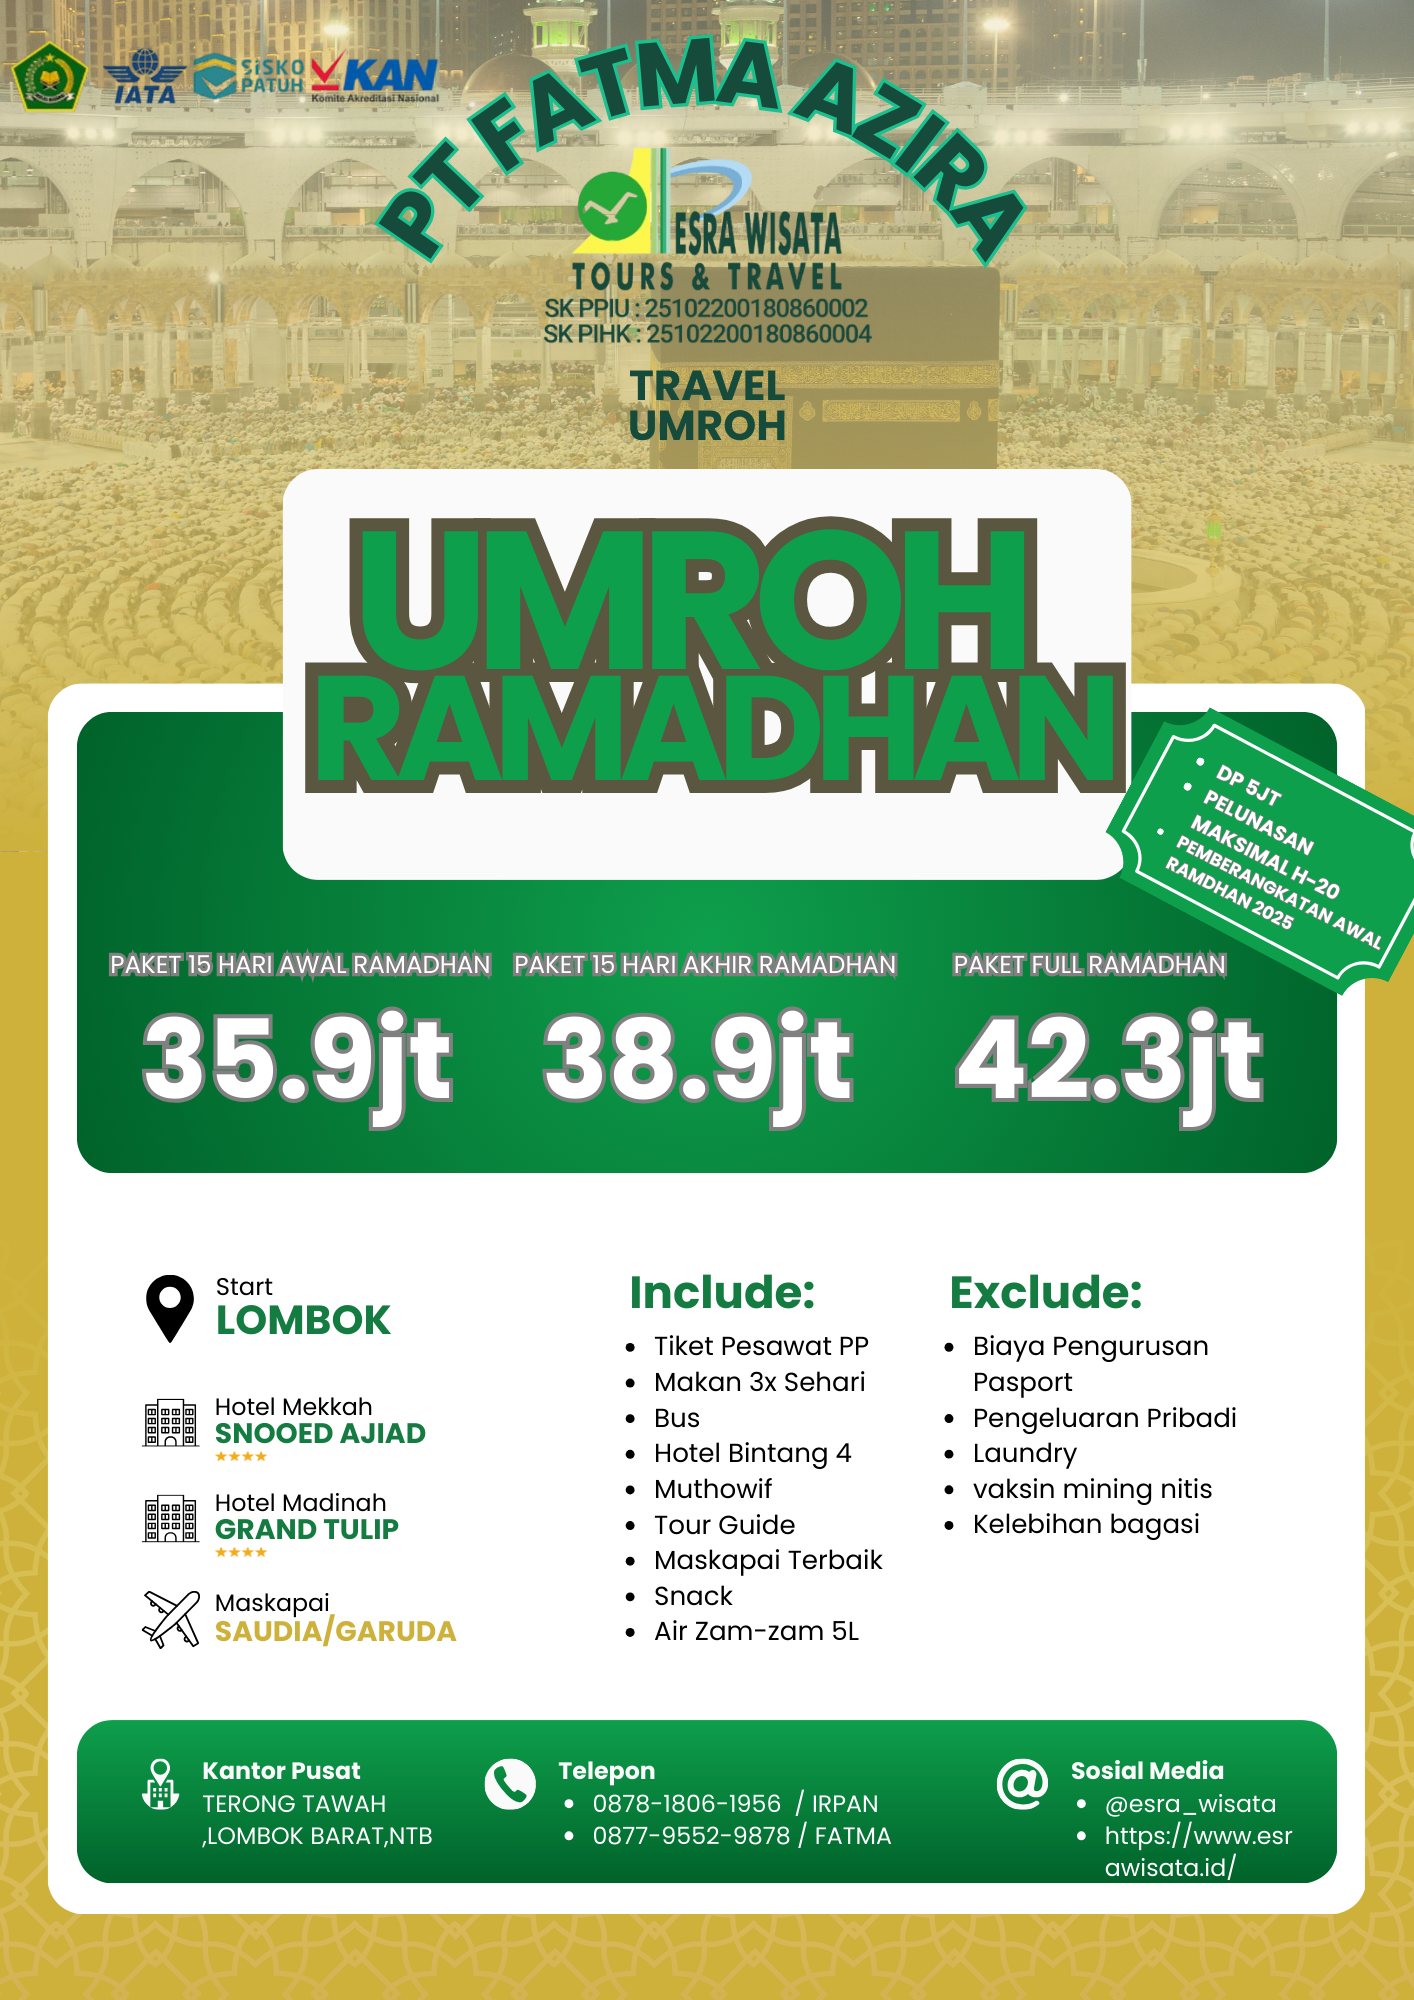 IATA
SiSKO
PATUH
KAN
Komite Akreditasi Nasional
PT FATMA AZIRA
ESRA WISATA
TOURS & TRAVEL
SK PPIU : 25102200180860002
SK PIHK : 25102200180860004
TRAVEL
UMROH
UMROH
RAMADHAN
DP 5JT
PELUNASAN
MAKSIMAL H-20
PEMBERANGKATAN AWAL
RAMDHAN 2025
PAKET 15 HARI AWAL RAMADHAN
35.9jt
PAKET 15 HARI AKHIR RAMADHAN
38.9jt
PAKET FULL RAMADHAN
42.3jt
Start
LOMBOK
Hotel Mekkah
SNOOED AJIAD
Hotel Madinah
GRAND TULIP
Maskapai
SAUDIA/GARUDA
Include:
Tiket Pesawat PP
Makan 3x Sehari
Bus
Hotel Bintang 4
Muthowif
Tour Guide
Maskapai Terbaik
Snack
Air Zam-zam 5L
Exclude:
Biaya Pengurusan
Pasport
Pengeluaran Pribadi
Laundry
vaksin mining nitis
Kelebihan bagasi
Kantor Pusat
TERONG TAWAH
,LOMBOK BARAT,NTB
Telepon
0878-1806-1956 / IRPAN
0877-9552-9878 / FATMA
Sosial Media
@esra_wisata
https://www.esr
awisata.id/